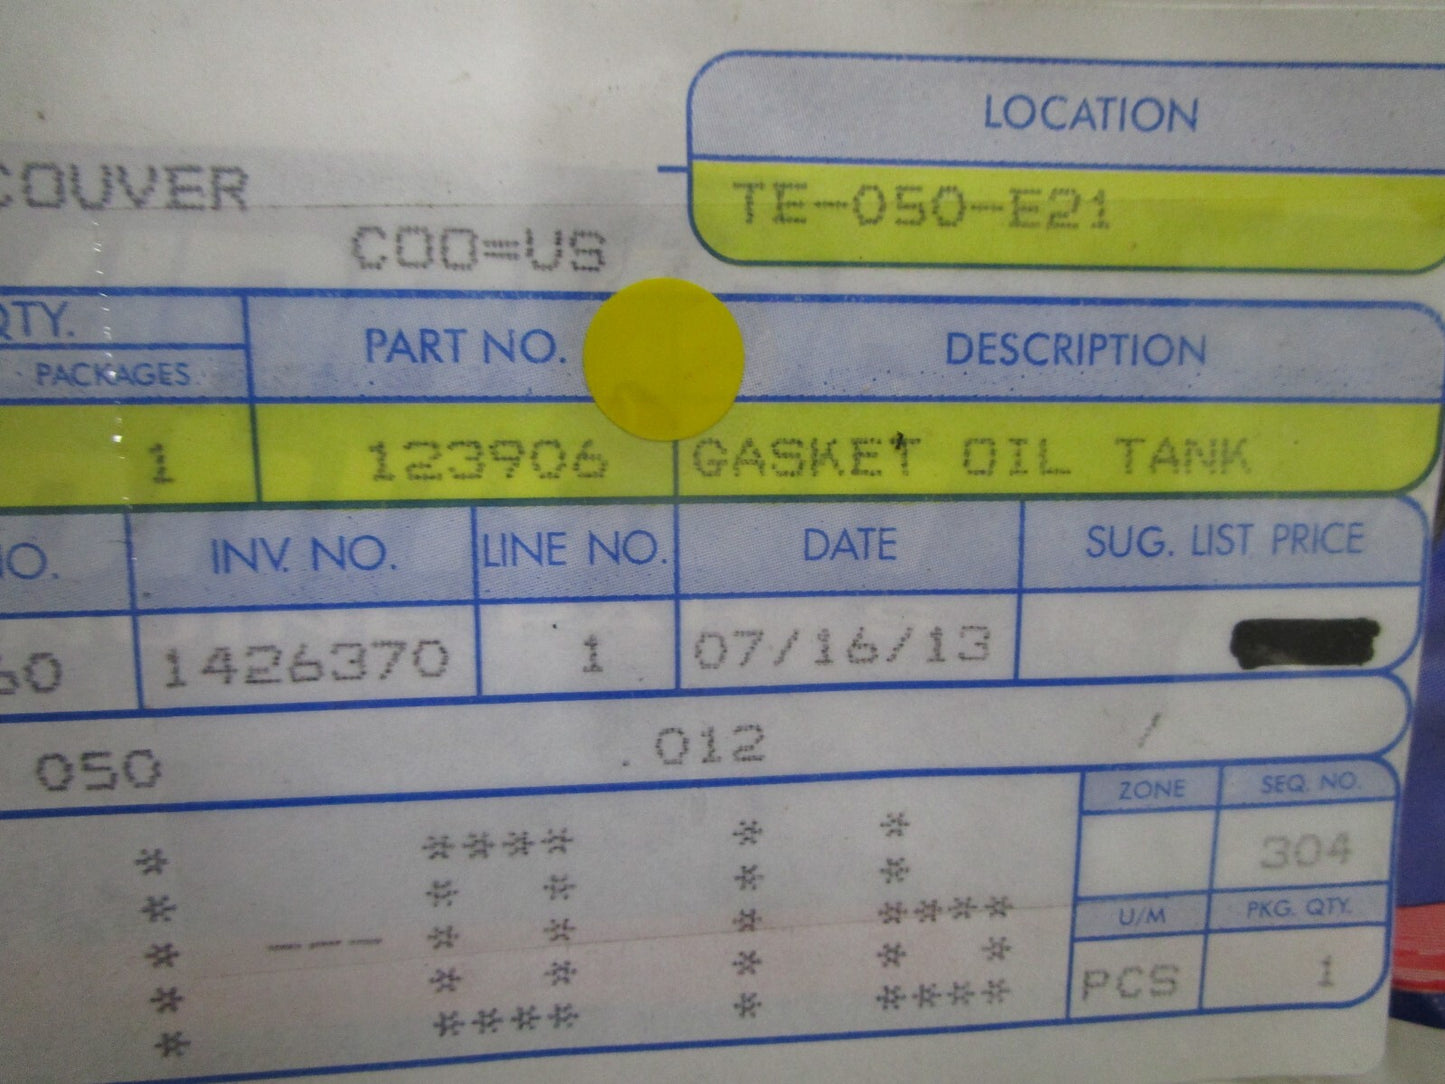 LOCATION
COUVER
TE-050-E21
COO=US
QTY.
PACKAGES
PART NO.
DESCRIPTION
1 123906 GASKET OIL TANK
NO. INV. NO. LINE NO. DATE SUG. LIST PRICE
60 1426370 1 07/16/13
050 .012 /
ZONE SEQ. NO.
304
U/M PKG. QTY.
PCS 1
* **** * *
* * * * *
* --- * * * ****
* * * * * *
* **** * ****